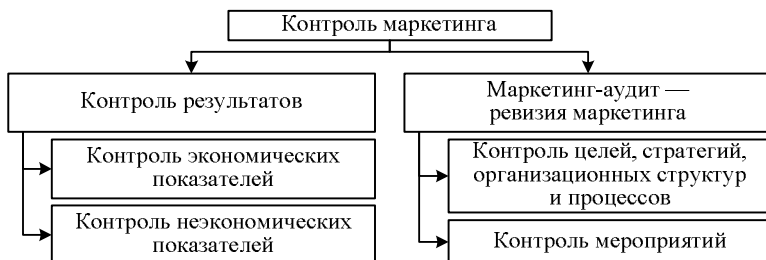 Контроль маркетинга
Контроль результатов
Контроль экономических
показателей
Контроль неэкономических
показателей
Маркетинг-аудит —
ревизия маркетинга
Контроль целей, стратегий,
организационных структур
и процессов
Контроль мероприятий